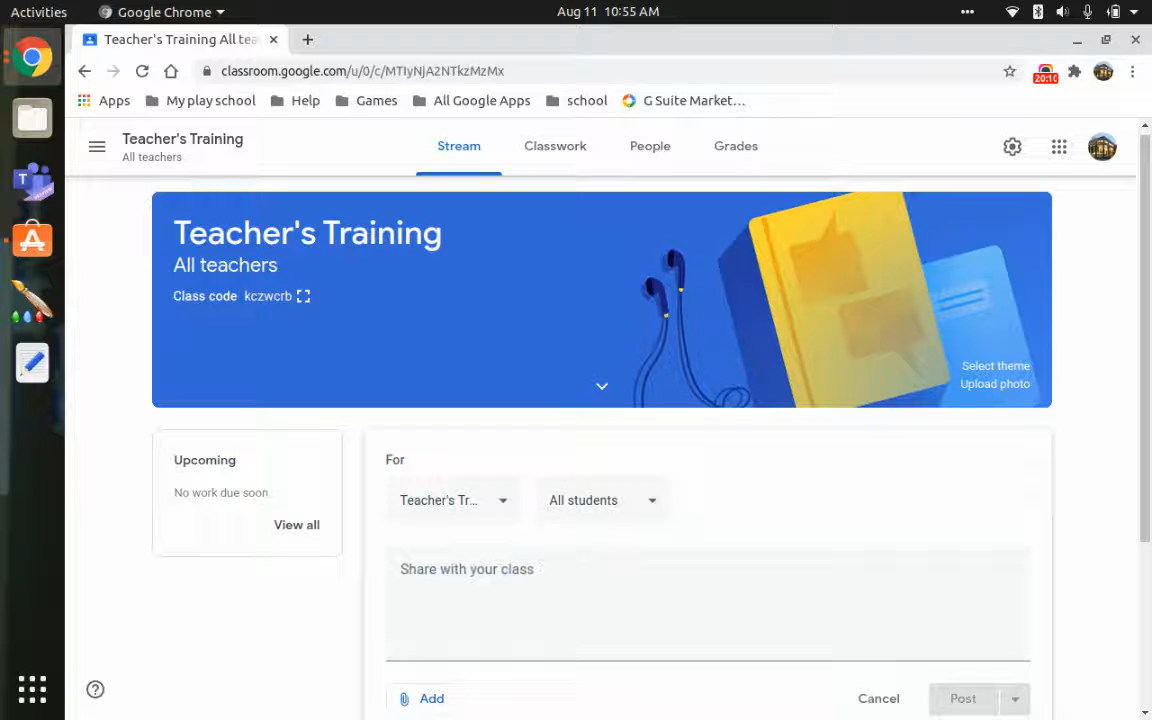 Activities Google Chrome Aug 11 10:55 AM
Teacher's Training All tea
classroom.google.com/u/0/c/MTIyNjA2NTkzMzMx
20:10
Apps My play school Help Games All Google Apps school G Suite Market...
Teacher's Training
All teachers
Stream Classwork People Grades
Teacher's Training
All teachers
Class code kczwcrb
Select theme
Upload photo
Upcoming
No work due soon
View all
For
Teacher's Tr... All students
Share with your class
Add Cancel Post